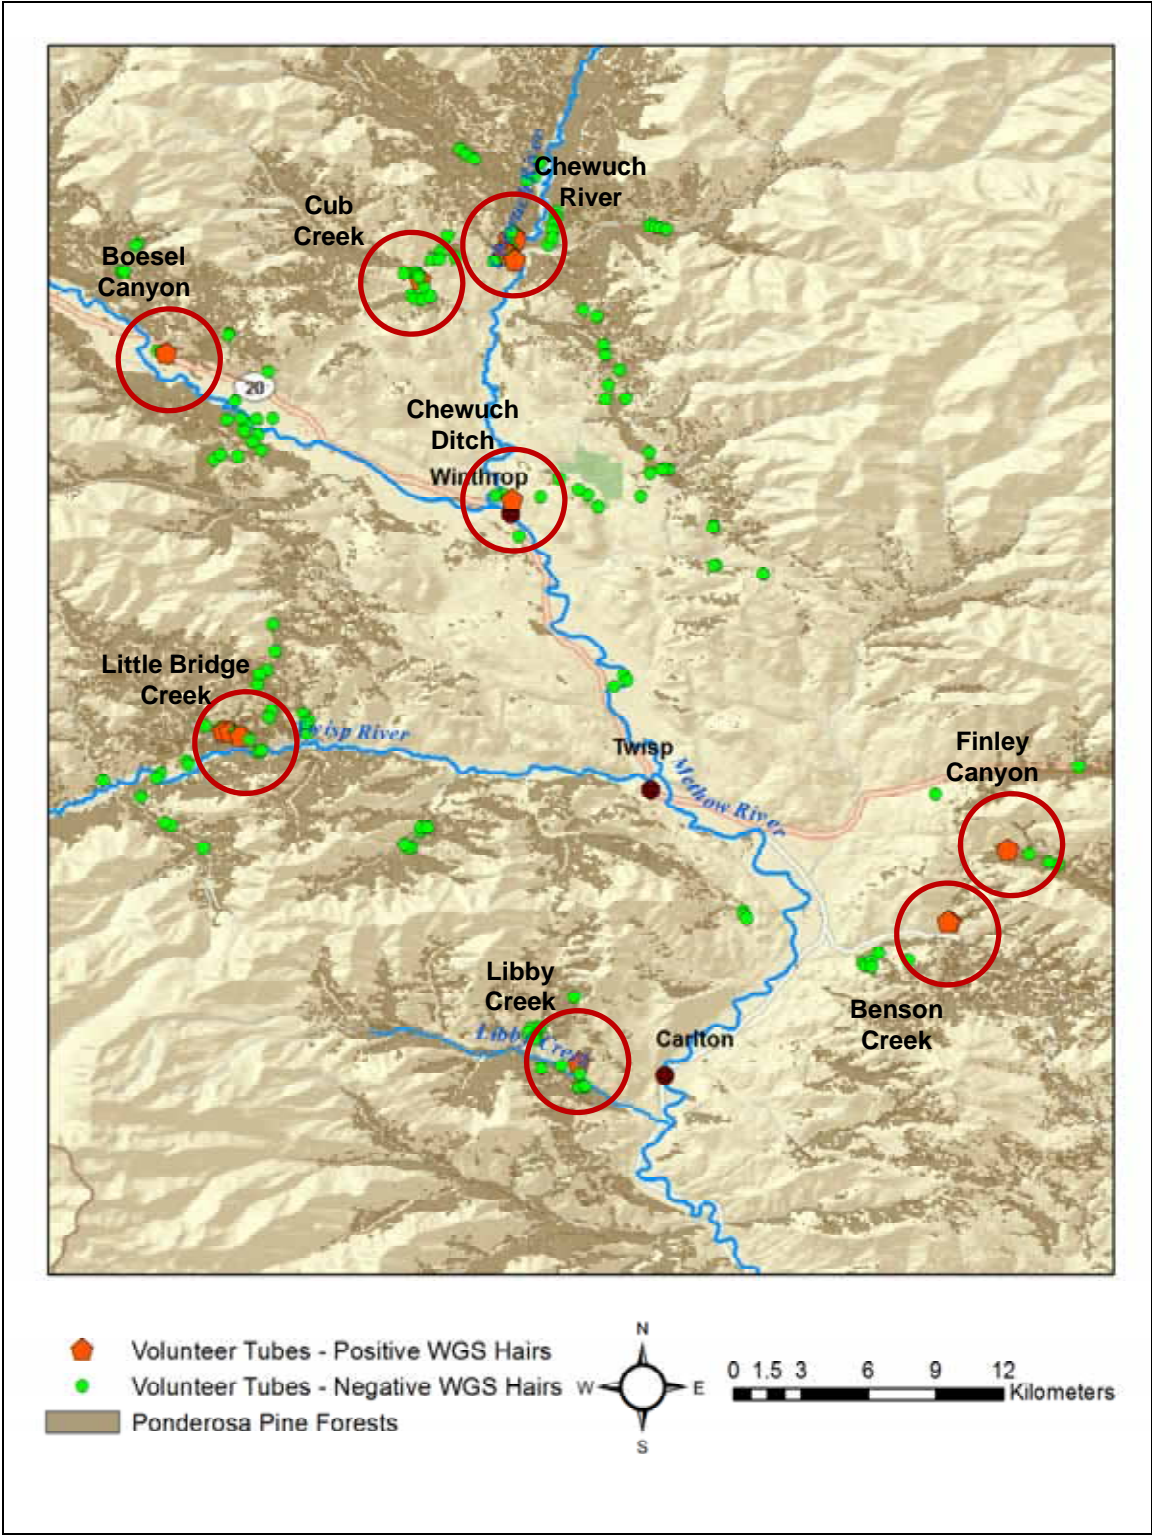 Chewuch
River
Cub
Creek
Boesel
Canyon
20
Chewuch
Ditch
Winthrop
Little Bridge
Creek
Twisp River
Twisp
Methow River
Finley
Canyon
Libby
Creek
Libby Creek
Carlton
Benson
Creek
Volunteer Tubes - Positive WGS Hairs
Volunteer Tubes - Negative WGS Hairs
Ponderosa Pine Forests
N
W
E
S
0 1.5 3 6 9 12
Kilometers